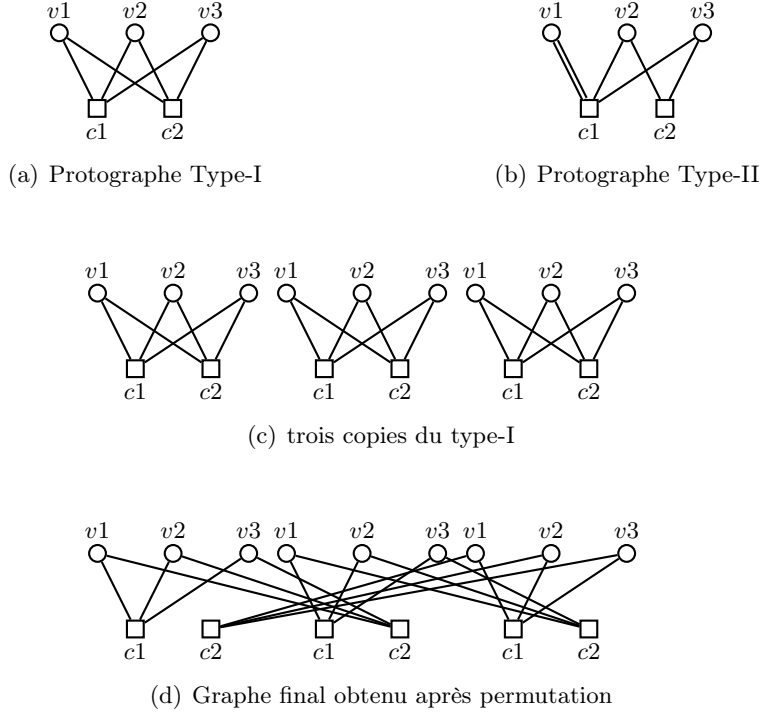 v1 v2 v3 v1 v2 v3
c1 c2 c1 c2
(a) Protographe Type-I (b) Protographe Type-II
v1 v2 v3 v1 v2 v3 v1 v2 v3
c1 c2 c1 c2 c1 c2
(c) trois copies du type-I
v1 v2 v3 v1 v2 v3 v1 v2 v3
c1 c2 c1 c2 c1 c2
(d) Graphe final obtenu après permutation